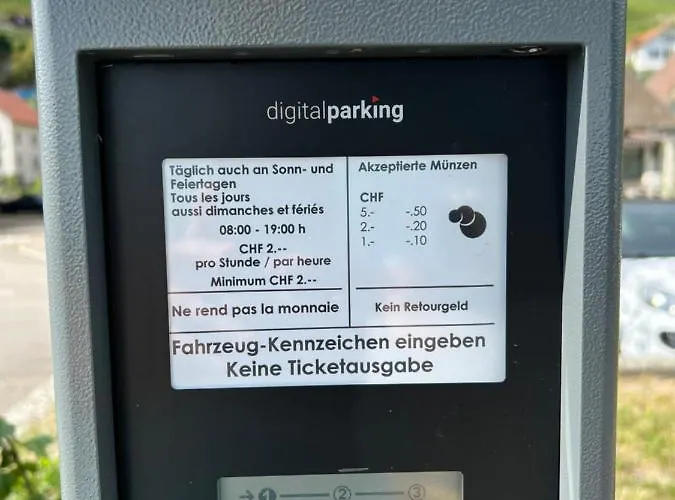 digitalparking
Täglich auch an Sonn- und
Feiertagen
Tous les jours
aussi dimanches et fériés
08:00 - 19:00 h
CHF 2.--
pro Stunde / par heure
Minimum CHF 2.--
Akzeptierte Münzen
CHF
5.- -.50
2.- -.20
1.- -.10
Ne rend pas la monnaie
Kein Retourgeld
Fahrzeug-Kennzeichen eingeben
Keine Ticketausgabe
1 2 3